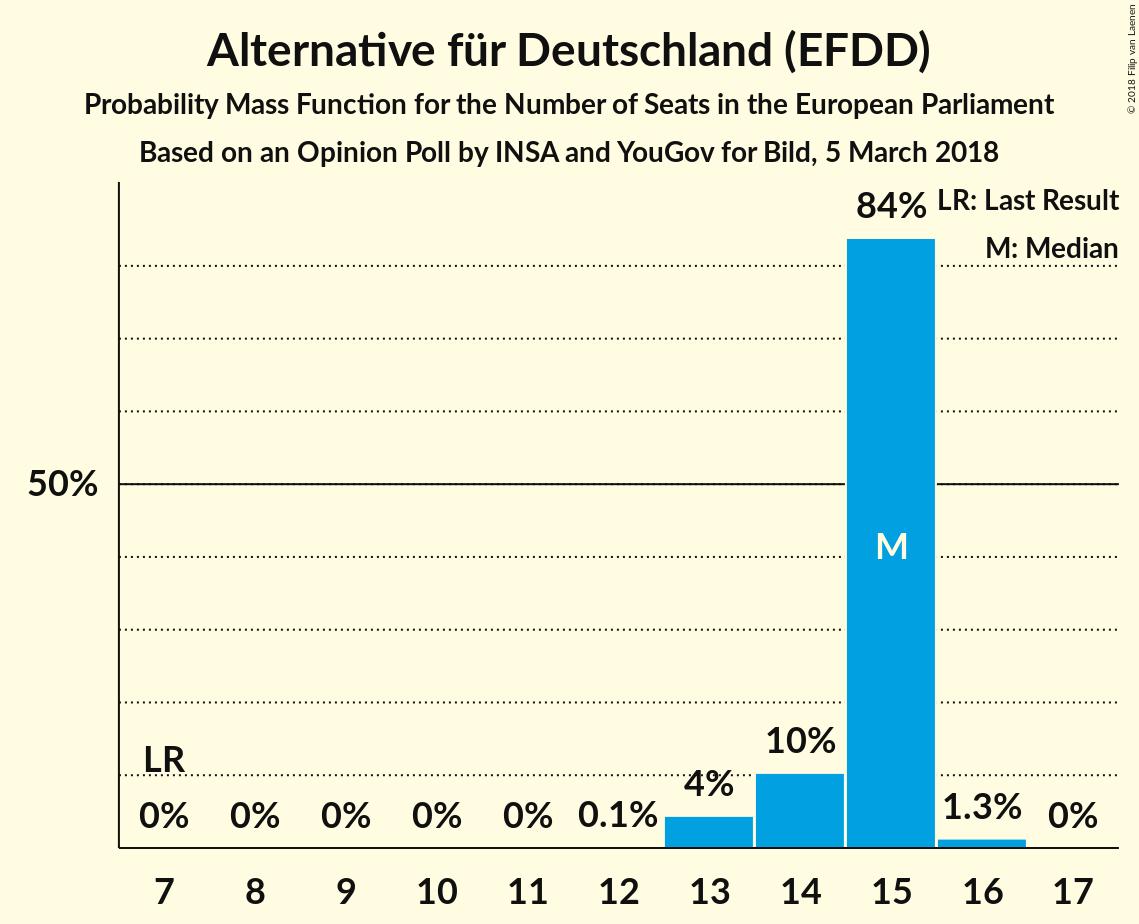 Alternative für Deutschland (EFDD)
Probability Mass Function for the Number of Seats in the European Parliament
Based on an Opinion Poll by INSA and YouGov for Bild, 5 March 2018
© 2018 Filip van Laenen
84%
LR: Last Result
M: Median
50%
M
LR
10%
4%
0% 0% 0% 0% 0% 0.1% 1.3% 0%
7 8 9 10 11 12 13 14 15 16 17